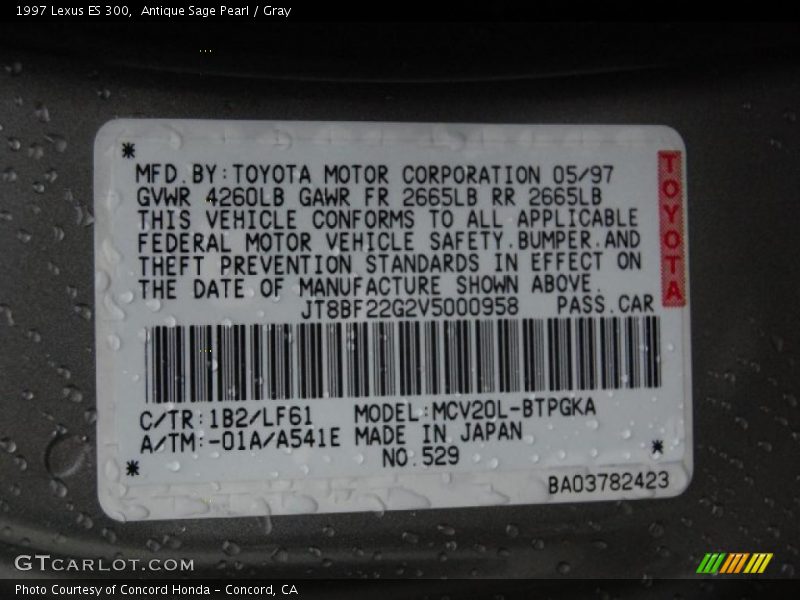 1997 Lexus ES 300,  Antique Sage Pearl / Gray
*
MFD.BY:TOYOTA MOTOR CORPORATION 05/97
GVWR 4260LB GAWR FR 2665LB RR 2665LB
THIS VEHICLE CONFORMS TO ALL APPLICABLE
FEDERAL MOTOR VEHICLE SAFETY.BUMPER.AND
THEFT PREVENTION STANDARDS IN EFFECT ON
THE DATE OF MANUFACTURE SHOWN ABOVE.
JT8BF22G2V5000958 PASS.CAR
TOYOTA
C/TR:1B2/LF61 MODEL:MCV20L-BTPGKA
A/TM:-01A/A541E MADE IN JAPAN
* NO.529 *
BA03782423
GTCARLOT.COM
Photo Courtesy of Concord Honda - Concord, CA